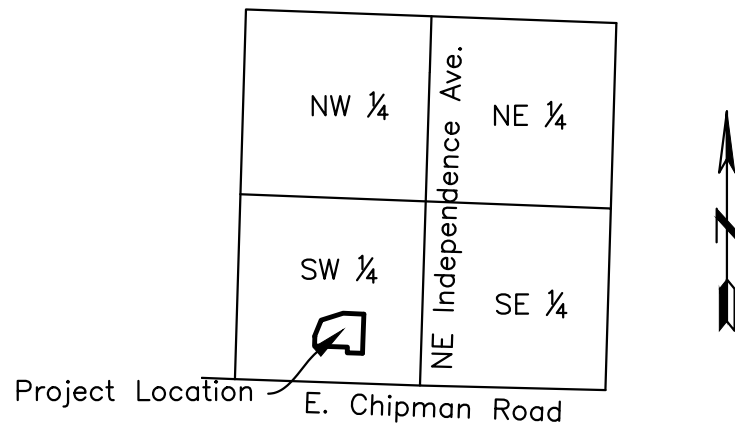 NW ¼
NE ¼
NE Independence Ave.
SW ¼
SE ¼
Project Location
E. Chipman Road
N